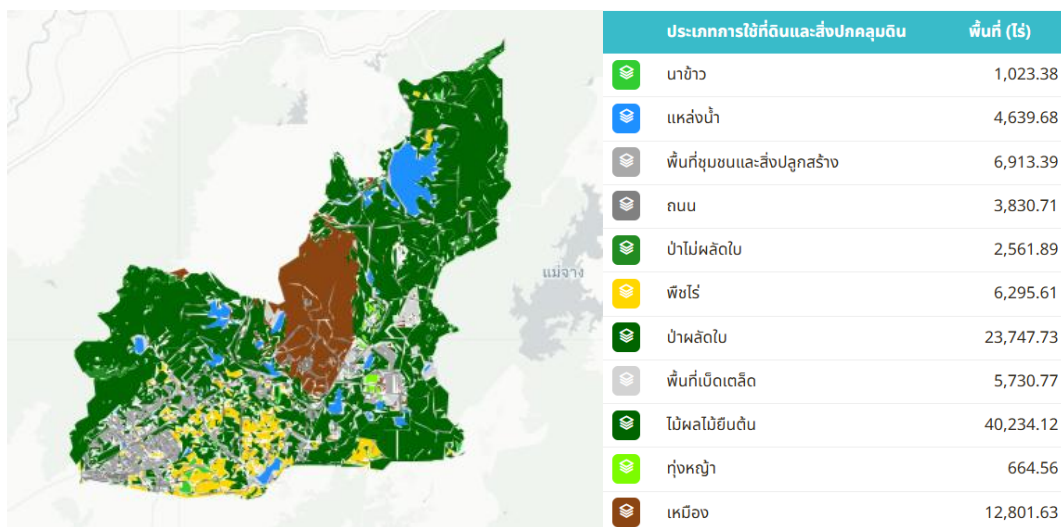 ประเภทการใช้ที่ดินและสิ่งปกคลุมดิน พื้นที่ (ไร่)
นาข้าว 1,023.38
แหล่งน้ำ 4,639.68
พื้นที่ชุมชนและสิ่งปลูกสร้าง 6,913.39
ถนน 3,830.71
ป่าไม่ผลัดใบ 2,561.89
แม่จาง
พืชไร่ 6,295.61
ป่าผลัดใบ 23,747.73
พื้นที่เบ็ดเตล็ด 5,730.77
ไม้ผลไม้ยืนต้น 40,234.12
ทุ่งหญ้า 664.56
เหมือง 12,801.63